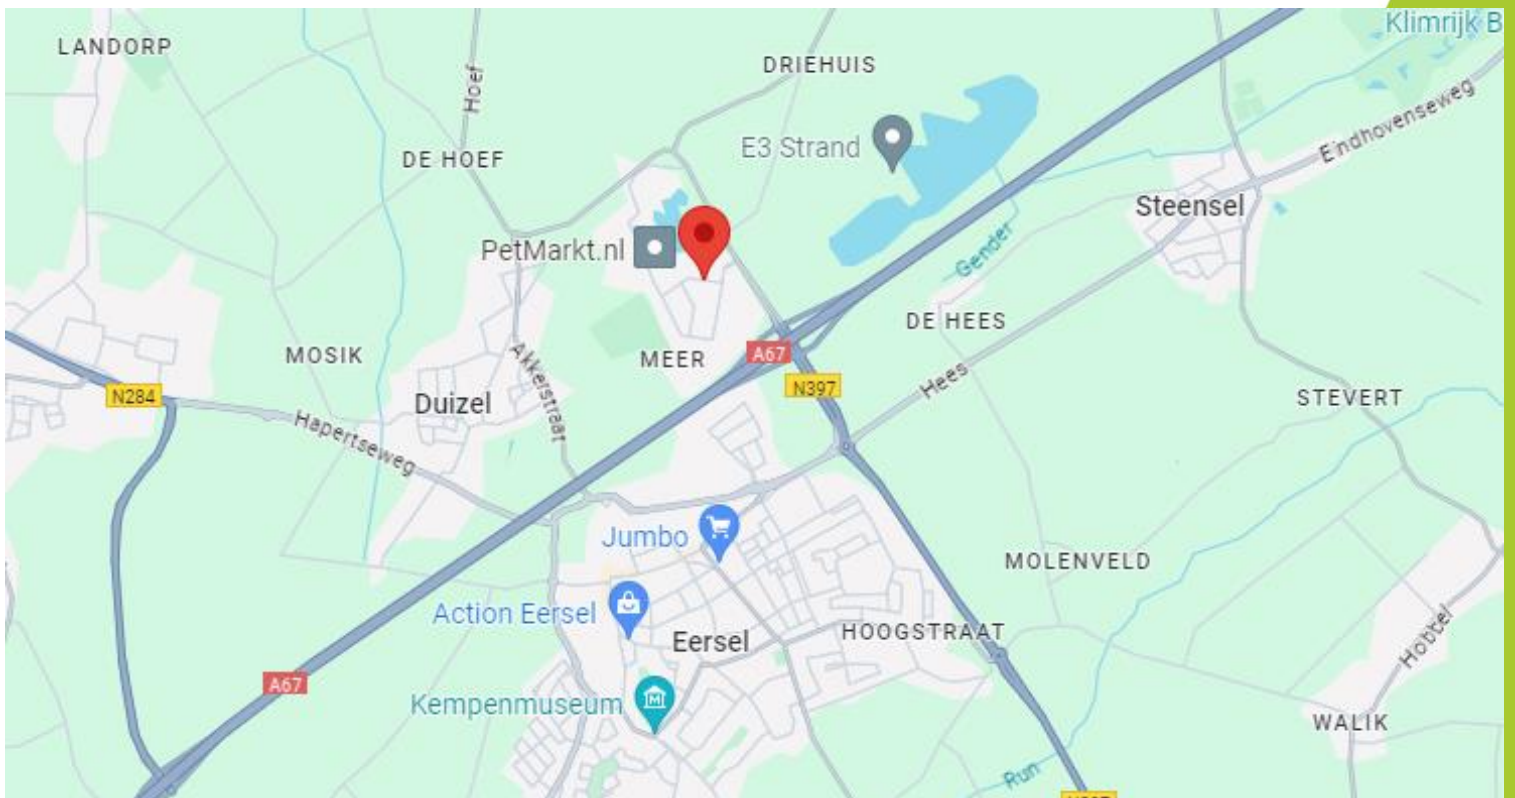 Klimrijk B
LANDORP
DRIEHUIS
Hoef
Eindhovenseweg
E3 Strand
DE HOEF
Steensel
PetMarkt.nl
Gender
DE HEES
MOSIK
Akkerstraat
MEER
A67
N397
Hees
N284
Duizel
STEVERT
Hapertseweg
Jumbo
MOLENVELD
Action Eersel
Eersel
HOOGSTRAAT
Hobbel
A67
Kempenmuseum
M
WALIK
Run